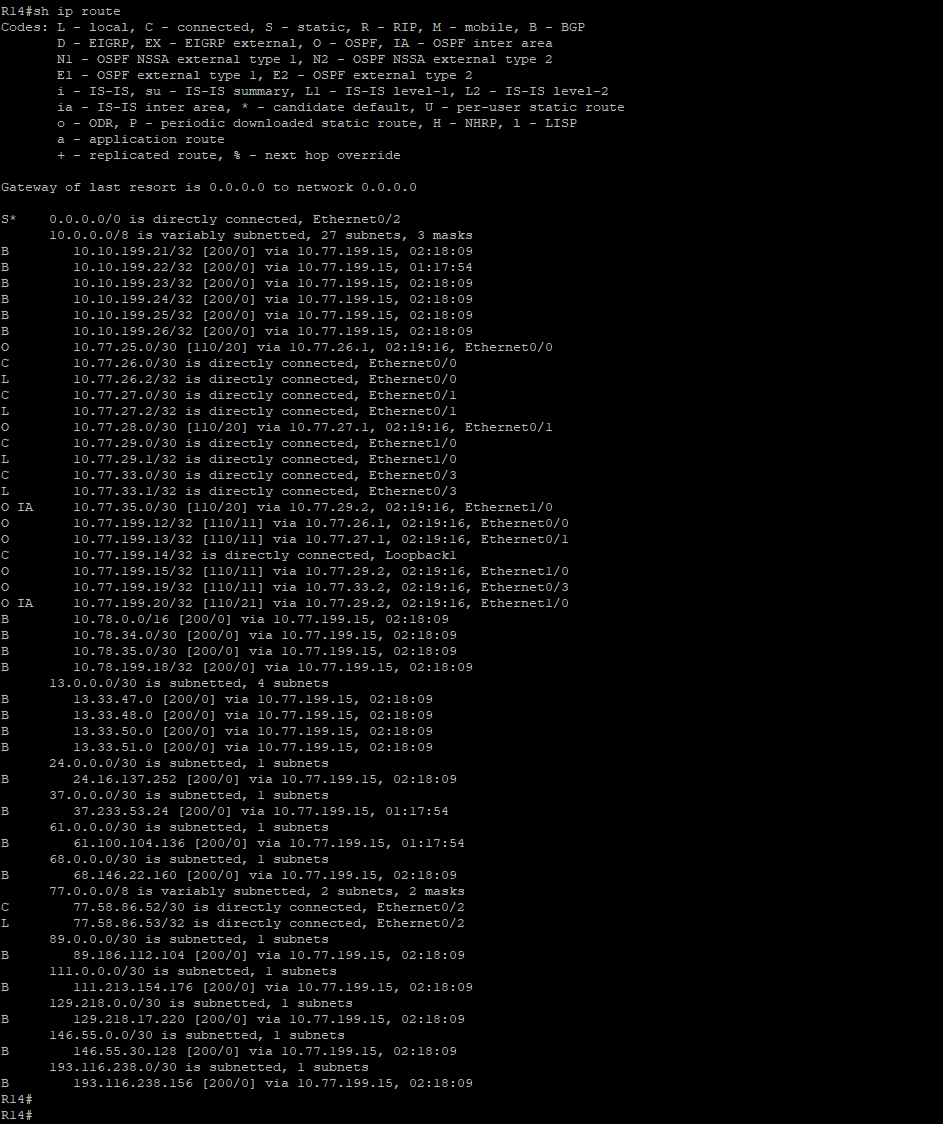 R14#sh ip route
Codes: L - local, C - connected, S - static, R - RIP, M - mobile, B - BGP
       D - EIGRP, EX - EIGRP external, O - OSPF, IA - OSPF inter area
       N1 - OSPF NSSA external type 1, N2 - OSPF NSSA external type 2
       E1 - OSPF external type 1, E2 - OSPF external type 2
       i - IS-IS, su - IS-IS summary, L1 - IS-IS level-1, L2 - IS-IS level-2
       ia - IS-IS inter area, * - candidate default, U - per-user static route
       o - ODR, P - periodic downloaded static route, H - NHRP, l - LISP
       a - application route
       + - replicated route, % - next hop override

Gateway of last resort is 0.0.0.0 to network 0.0.0.0

S*    0.0.0.0/0 is directly connected, Ethernet0/2
      10.0.0.0/8 is variably subnetted, 27 subnets, 3 masks
B        10.10.199.21/32 [200/0] via 10.77.199.15, 02:18:09
B        10.10.199.22/32 [200/0] via 10.77.199.15, 01:17:54
B        10.10.199.23/32 [200/0] via 10.77.199.15, 02:18:09
B        10.10.199.24/32 [200/0] via 10.77.199.15, 02:18:09
B        10.10.199.25/32 [200/0] via 10.77.199.15, 02:18:09
B        10.10.199.26/32 [200/0] via 10.77.199.15, 02:18:09
O        10.77.25.0/30 [110/20] via 10.77.26.1, 02:19:16, Ethernet0/0
C        10.77.26.0/30 is directly connected, Ethernet0/0
L        10.77.26.2/32 is directly connected, Ethernet0/0
C        10.77.27.0/30 is directly connected, Ethernet0/1
L        10.77.27.2/32 is directly connected, Ethernet0/1
O        10.77.28.0/30 [110/20] via 10.77.27.1, 02:19:16, Ethernet0/1
C        10.77.29.0/30 is directly connected, Ethernet1/0
L        10.77.29.1/32 is directly connected, Ethernet1/0
C        10.77.33.0/30 is directly connected, Ethernet0/3
L        10.77.33.1/32 is directly connected, Ethernet0/3
O IA     10.77.35.0/30 [110/20] via 10.77.29.2, 02:19:16, Ethernet1/0
O        10.77.199.12/32 [110/11] via 10.77.26.1, 02:19:16, Ethernet0/0
O        10.77.199.13/32 [110/11] via 10.77.27.1, 02:19:16, Ethernet0/1
C        10.77.199.14/32 is directly connected, Loopback1
O        10.77.199.15/32 [110/11] via 10.77.29.2, 02:19:16, Ethernet1/0
O        10.77.199.19/32 [110/11] via 10.77.33.2, 02:19:16, Ethernet0/3
O IA     10.77.199.20/32 [110/21] via 10.77.29.2, 02:19:16, Ethernet1/0
B        10.78.0.0/16 [200/0] via 10.77.199.15, 02:18:09
B        10.78.34.0/30 [200/0] via 10.77.199.15, 02:18:09
B        10.78.35.0/30 [200/0] via 10.77.199.15, 02:18:09
B        10.78.199.18/32 [200/0] via 10.77.199.15, 02:18:09
      13.0.0.0/30 is subnetted, 4 subnets
B        13.33.47.0 [200/0] via 10.77.199.15, 02:18:09
B        13.33.48.0 [200/0] via 10.77.199.15, 02:18:09
B        13.33.50.0 [200/0] via 10.77.199.15, 02:18:09
B        13.33.51.0 [200/0] via 10.77.199.15, 02:18:09
      24.0.0.0/30 is subnetted, 1 subnets
B        24.16.137.252 [200/0] via 10.77.199.15, 02:18:09
      37.0.0.0/30 is subnetted, 1 subnets
B        37.233.53.24 [200/0] via 10.77.199.15, 01:17:54
      61.0.0.0/30 is subnetted, 1 subnets
B        61.100.104.136 [200/0] via 10.77.199.15, 01:17:54
      68.0.0.0/30 is subnetted, 1 subnets
B        68.146.22.160 [200/0] via 10.77.199.15, 02:18:09
      77.0.0.0/8 is variably subnetted, 2 subnets, 2 masks
C        77.58.86.52/30 is directly connected, Ethernet0/2
L        77.58.86.53/32 is directly connected, Ethernet0/2
      89.0.0.0/30 is subnetted, 1 subnets
B        89.186.112.104 [200/0] via 10.77.199.15, 02:18:09
      111.0.0.0/30 is subnetted, 1 subnets
B        111.213.154.176 [200/0] via 10.77.199.15, 02:18:09
      129.218.0.0/30 is subnetted, 1 subnets
B        129.218.17.220 [200/0] via 10.77.199.15, 02:18:09
      146.55.0.0/30 is subnetted, 1 subnets
B        146.55.30.128 [200/0] via 10.77.199.15, 02:18:09
      193.116.238.0/30 is subnetted, 1 subnets
B        193.116.238.156 [200/0] via 10.77.199.15, 02:18:09
R14#
R14#